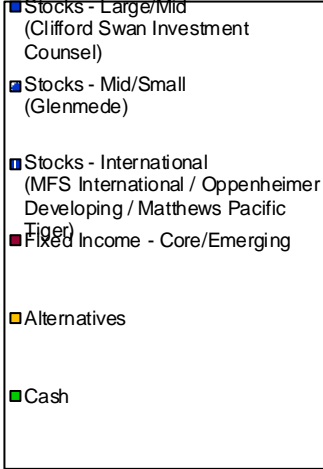 Stocks - Large/Mid
(Clifford Swan Investment
Counsel)
Stocks - Mid/Small
(Glenmede)
Stocks - International
(MFS International / Oppenheimer
Developing / Matthews Pacific
Tiger)
Fixed Income - Core/Emerging
Alternatives
Cash